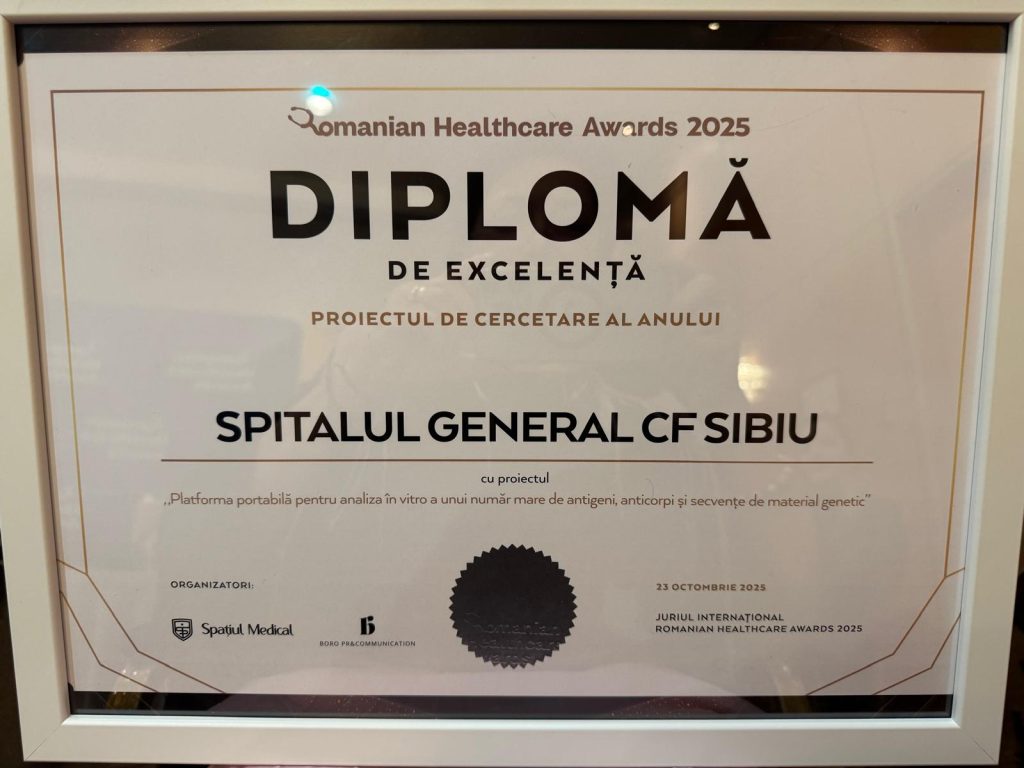 Romanian Healthcare Awards 2025
DIPLOMĂ
DE EXCELENȚĂ
PROIECTUL DE CERCETARE AL ANULUI
SPITALUL GENERAL CF SIBIU
cu proiectul
„Platforma portabilă pentru analiza în vitro a unui număr mare de antigeni, anticorpi și secvențe de material genetic”
ORGANIZATORI:
Spațiul Medical
BORO PR&COMMUNICATION
Romanian
23 OCTOMBRIE 2025
JURIUL INTERNAȚIONAL
ROMANIAN HEALTHCARE AWARDS 2025